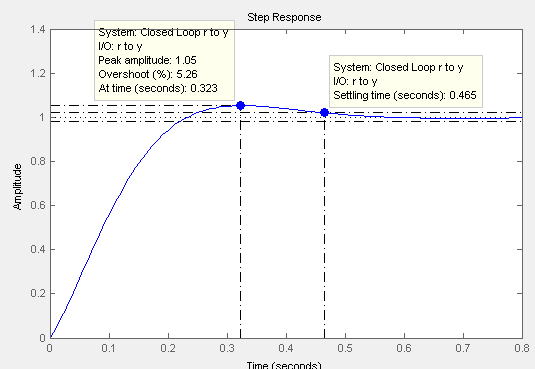 Step Response
System: Closed Loop r to y
I/O: r to y
Peak amplitude: 1.05
Overshoot (%): 5.26
At time (seconds): 0.323
System: Closed Loop r to y
I/O: r to y
Settling time (seconds): 0.465
1.4
1.2
1
0.8
0.6
0.4
0.2
0
Amplitude
0
0.1
0.2
0.3
0.4
0.5
0.6
0.7
0.8
Time (seconds)